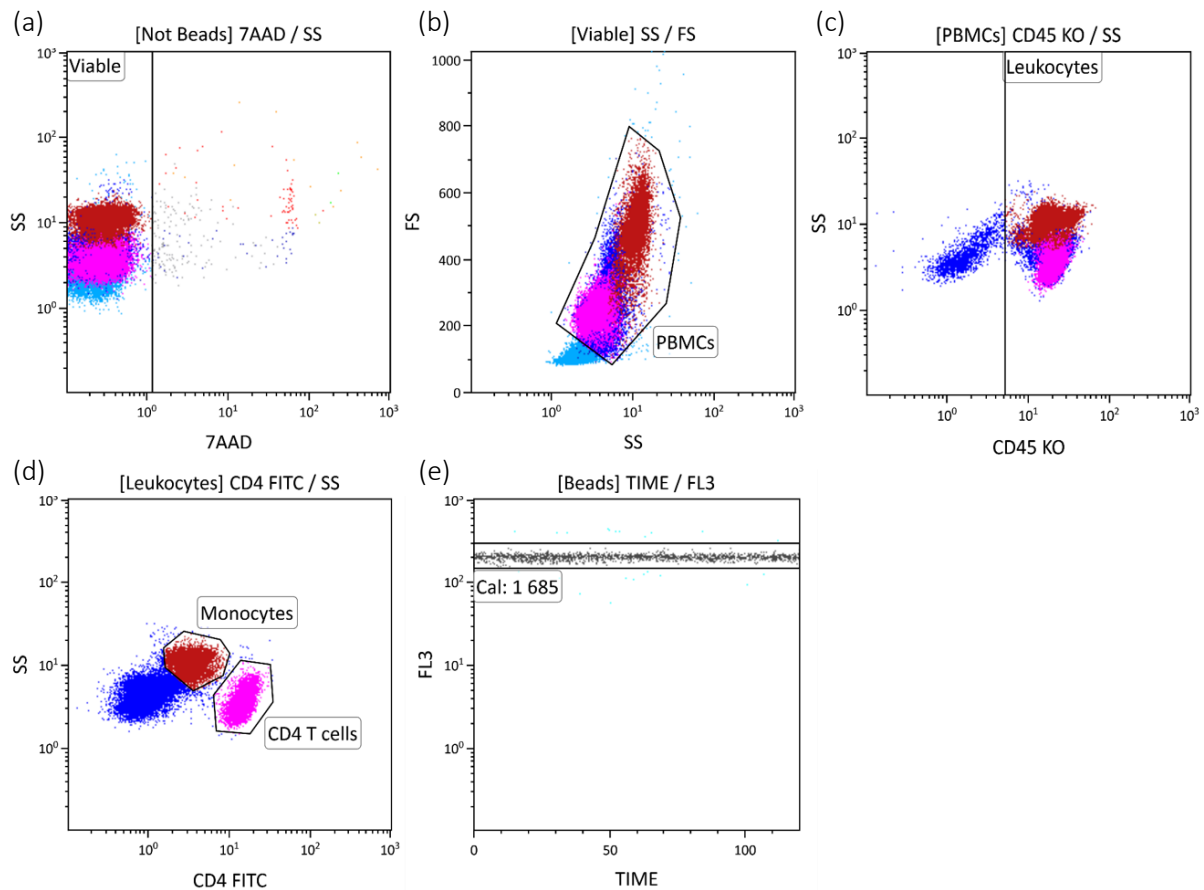 (a)
[Not Beads] 7AAD / SS
Viable
10³
10²
10¹
10⁰
SS
10⁰
10¹
10²
10³
7AAD
(b)
[Viable] SS / FS
1000
800
600
400
200
0
FS
PBMCs
10⁰
10¹
10²
10³
SS
(c)
[PBMCs] CD45 KO / SS
Leukocytes
10³
10²
10¹
10⁰
SS
10⁰
10¹
10²
10³
CD45 KO
(d)
[Leukocytes] CD4 FITC / SS
10³
10²
10¹
10⁰
SS
Monocytes
CD4 T cells
10⁰
10¹
10²
10³
CD4 FITC
(e)
[Beads] TIME / FL3
10³
10²
10¹
10⁰
FL3
Cal: 1 685
0
50
100
TIME